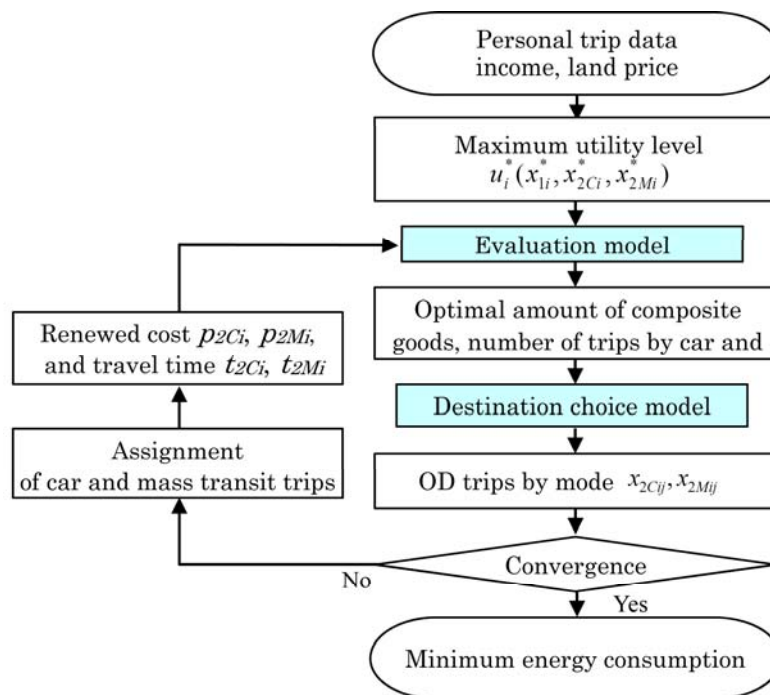 Personal trip data
income, land price
Maximum utility level
u*i(x*1i, x*2Ci, x*2Mi)
Evaluation model
Optimal amount of composite
goods, number of trips by car and
Renewed cost p2Ci, p2Mi,
and travel time t2Ci, t2Mi
Destination choice model
Assignment
of car and mass transit trips
OD trips by mode x2Cij, x2Mij
Convergence
No
Yes
Minimum energy consumption